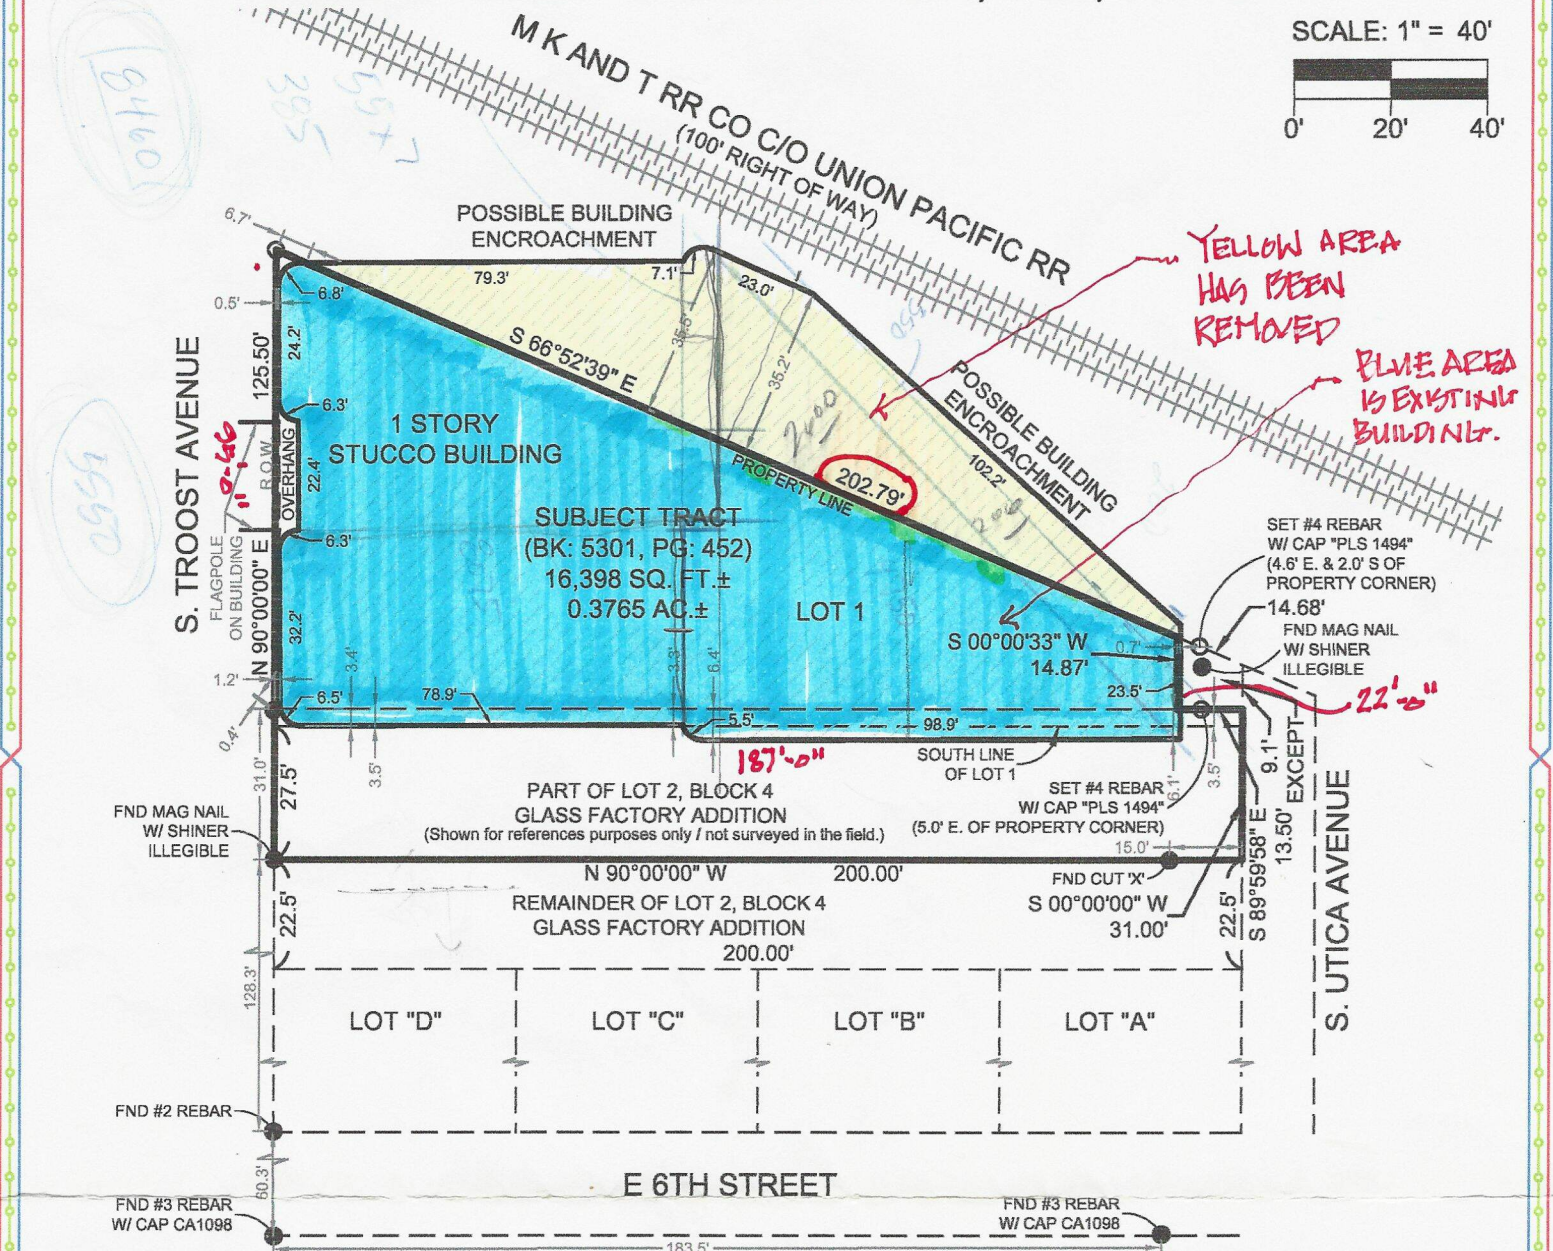 SCALE: 1" = 40'
0' 20' 40'
M K AND T RR CO C/O UNION PACIFIC RR
(100' RIGHT OF WAY)
8460
395
6.7'
POSSIBLE BUILDING
ENCROACHMENT
79.3'
7.1'
23.0'
6.8'
0.5'
24.2'
125.50'
35.5'
35.2'
S 66°52'39" E
YELLOW AREA
HAS BEEN
REMOVED
BLUE AREA
IS EXISTING
BUILDING.
POSSIBLE BUILDING
ENCROACHMENT
102.2'
2400
S. TROOST AVENUE
6.3'
1 STORY
STUCCO BUILDING
ROW
OVERHANG
22.4'
PROPERTY LINE
202.79'
6.3'
FLAGPOLE
ON BUILDING
N 90°00'00" E
32.2'
SUBJECT TRACT
(BK: 5301, PG: 452)
16,398 SQ. FT.±
0.3765 AC.±
LOT 1
SET #4 REBAR
W/ CAP "PLS 1494"
(4.6' E. & 2.0' S OF
PROPERTY CORNER)
14.68'
FND MAG NAIL
W/ SHINER
ILLEGIBLE
S 00°00'33" W
14.87'
0.7'
23.5'
22'-0"
1.2'
0.4'
6.5'
3.4'
3.5'
78.9'
3.3'
6.4'
5.5'
98.9'
187'-0"
SOUTH LINE
OF LOT 1
SET #4 REBAR
W/ CAP "PLS 1494"
(5.0' E. OF PROPERTY CORNER)
6.1'
3.5'
9.1'
EXCEPT
13.50'
S 89°59'58" E
31.0'
27.5'
PART OF LOT 2, BLOCK 4
GLASS FACTORY ADDITION
(Shown for references purposes only / not surveyed in the field.)
FND MAG NAIL
W/ SHINER
ILLEGIBLE
15.0'
N 90°00'00" W 200.00'
FND CUT 'X'
S 00°00'00" W
31.00'
22.5'
REMAINDER OF LOT 2, BLOCK 4
GLASS FACTORY ADDITION
200.00'
22.5'
S. UTICA AVENUE
128.3'
LOT "D" LOT "C" LOT "B" LOT "A"
FND #2 REBAR
E 6TH STREET
60.3'
FND #3 REBAR
W/ CAP CA1098
FND #3 REBAR
W/ CAP CA1098
183.5'